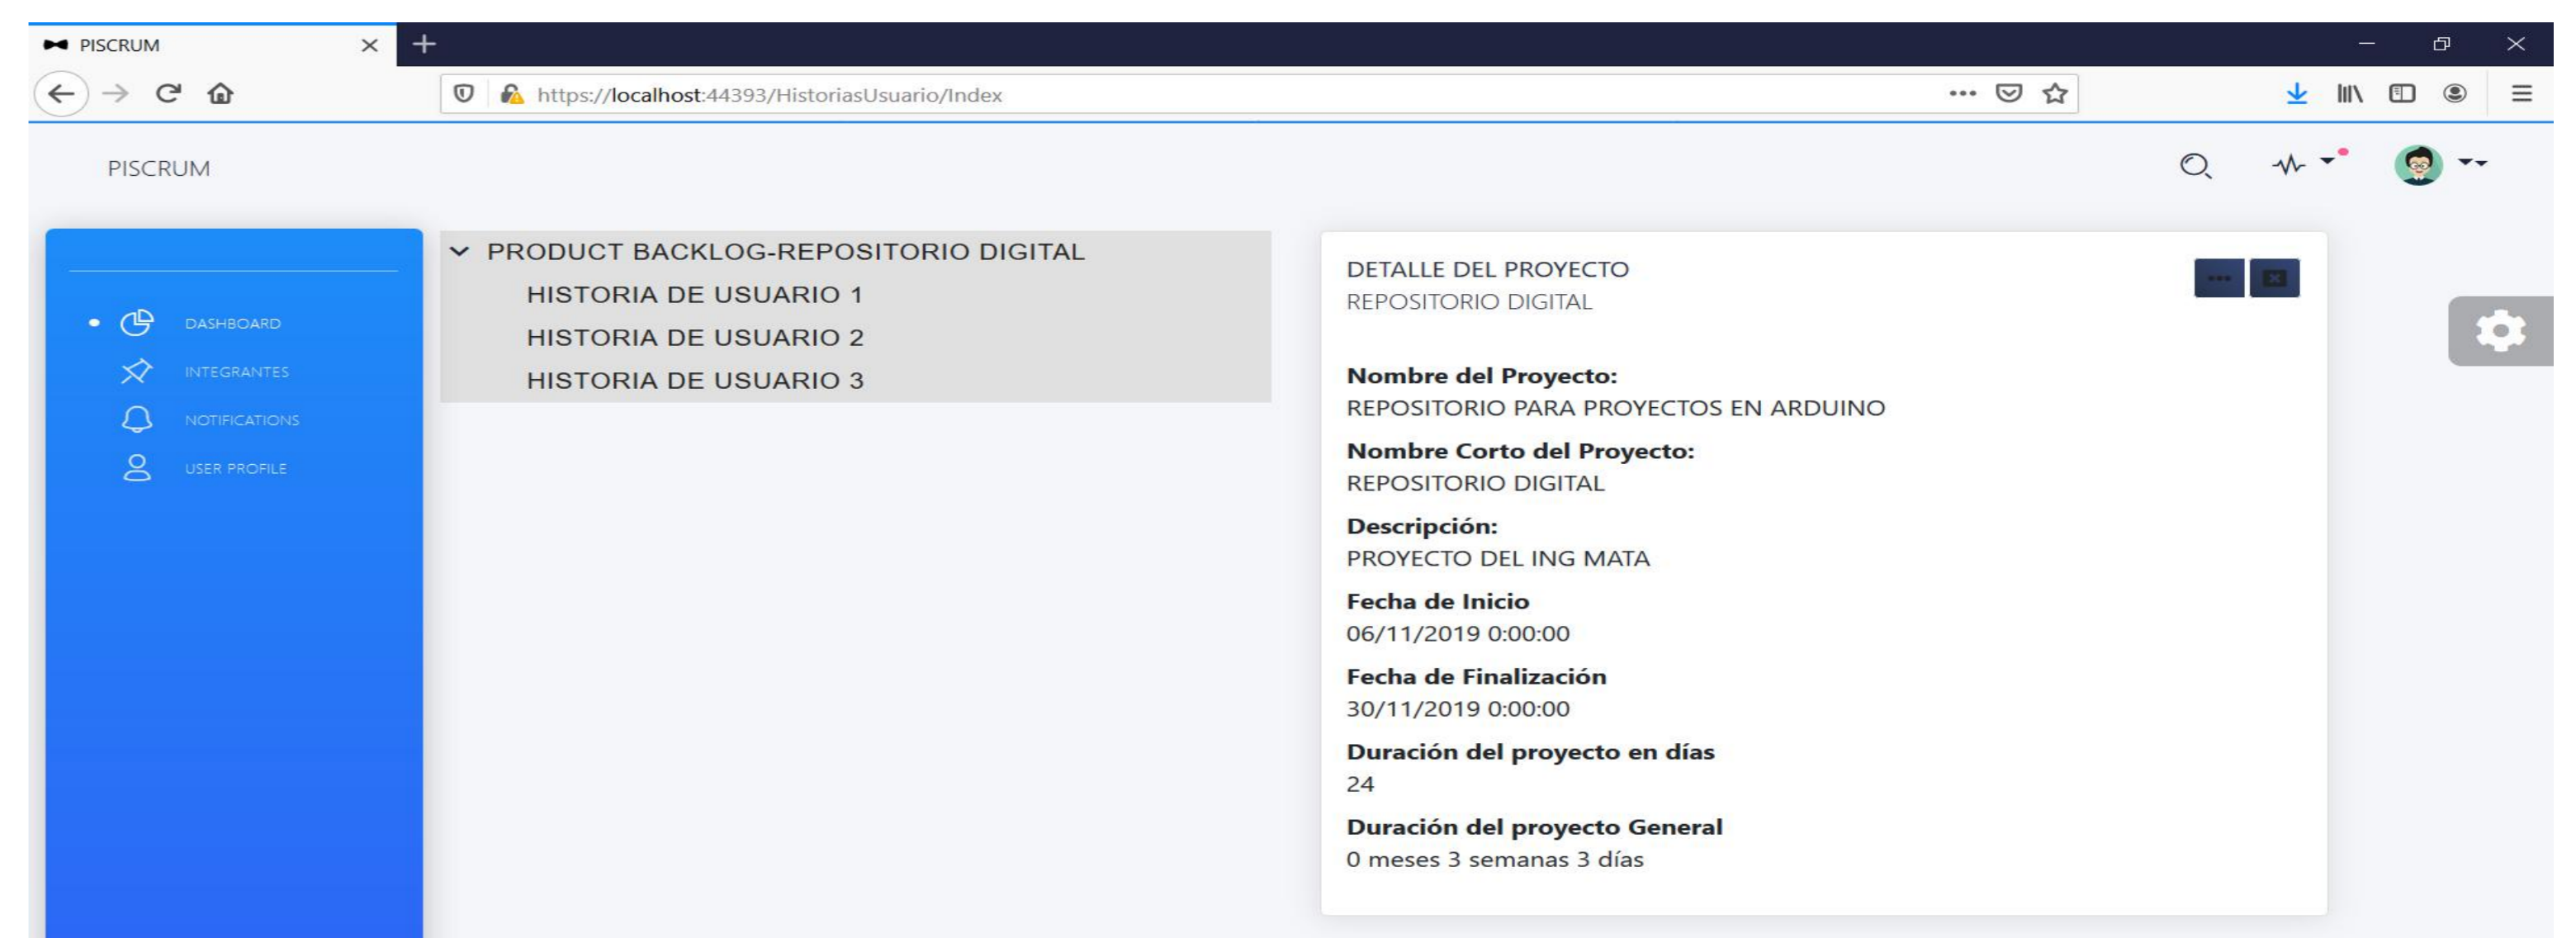 PISCRUM
https://localhost:44393/HistoriasUsuario/Index
PISCRUM
DASHBOARD
INTEGRANTES
NOTIFICATIONS
USER PROFILE
PRODUCT BACKLOG-REPOSITORIO DIGITAL
HISTORIA DE USUARIO 1
HISTORIA DE USUARIO 2
HISTORIA DE USUARIO 3
DETALLE DEL PROYECTO
REPOSITORIO DIGITAL
Nombre del Proyecto:
REPOSITORIO PARA PROYECTOS EN ARDUINO
Nombre Corto del Proyecto:
REPOSITORIO DIGITAL
Descripción:
PROYECTO DEL ING MATA
Fecha de Inicio
06/11/2019 0:00:00
Fecha de Finalización
30/11/2019 0:00:00
Duración del proyecto en días
24
Duración del proyecto General
0 meses 3 semanas 3 días